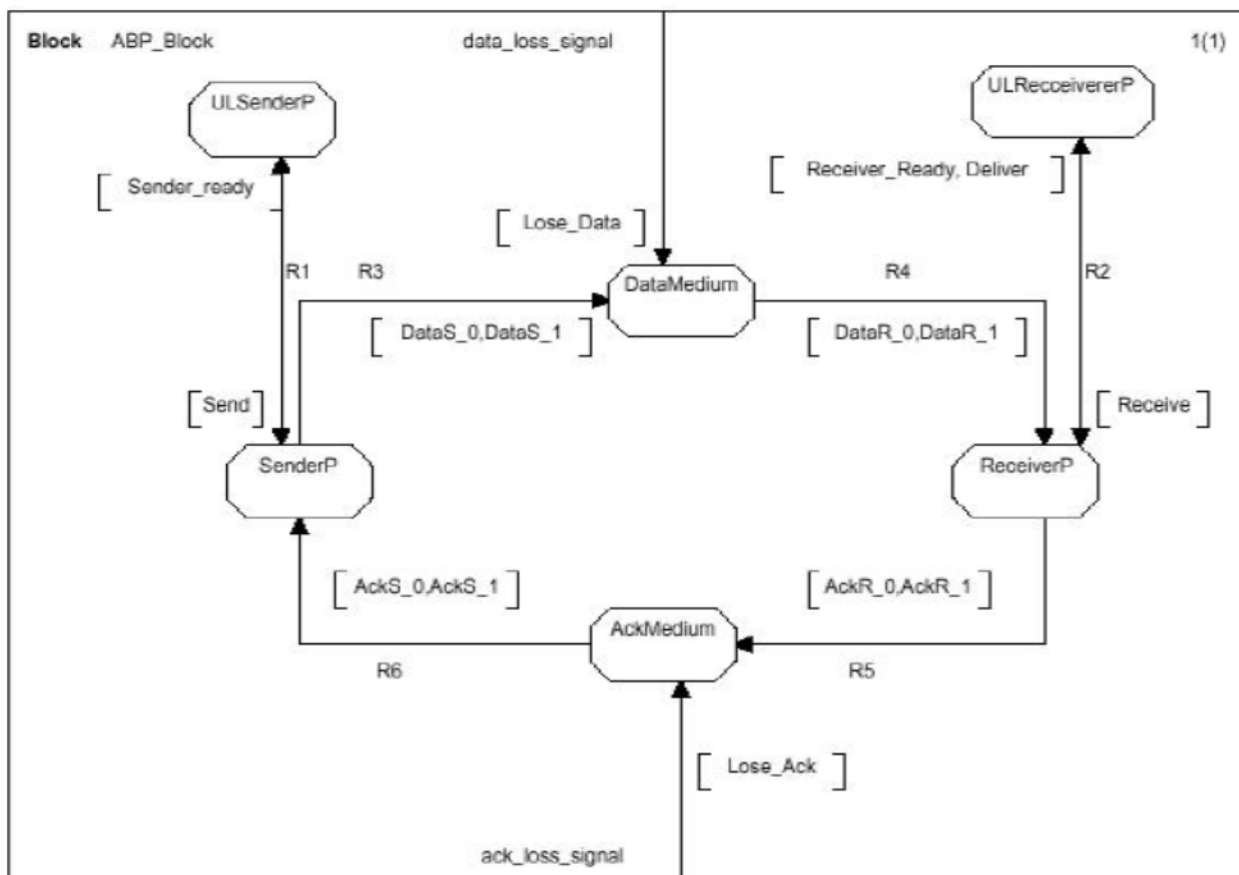 Block ABP_Block data_loss_signal 1(1)
ULSenderP
ULRecceivererP
Sender_ready
Receiver_Ready, Deliver
Lose_Data
R1
R3
DataMedium
R4
R2
DataS_0,DataS_1
DataR_0,DataR_1
Send
Receive
SenderP
ReceiverP
AckS_0,AckS_1
AckR_0,AckR_1
AckMedium
R6
R5
Lose_Ack
ack_loss_signal